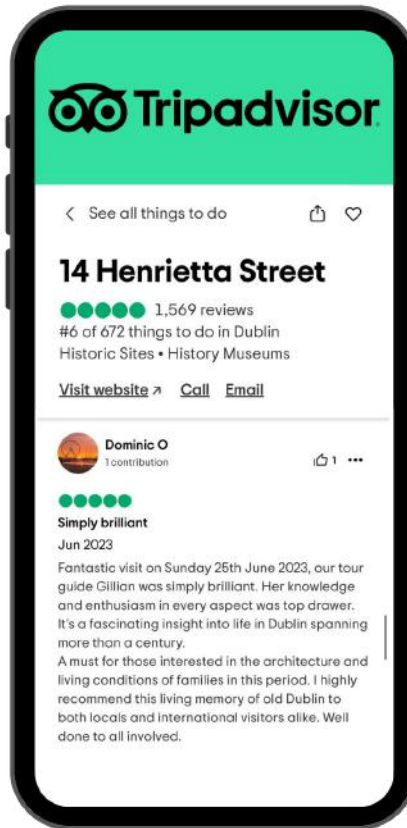 Tripadvisor
See all things to do
14 Henrietta Street
1,569 reviews
#6 of 672 things to do in Dublin
Historic Sites • History Museums
Visit website ↗ Call Email
Dominic O
1 contribution
1
Simply brilliant
Jun 2023
Fantastic visit on Sunday 25th June 2023, our tour
guide Gillian was simply brilliant. Her knowledge
and enthusiasm in every aspect was top drawer.
It's a fascinating insight into life in Dublin spanning
more than a century.
A must for those interested in the architecture and
living conditions of families in this period. I highly
recommend this living memory of old Dublin to
both locals and international visitors alike. Well
done to all involved.